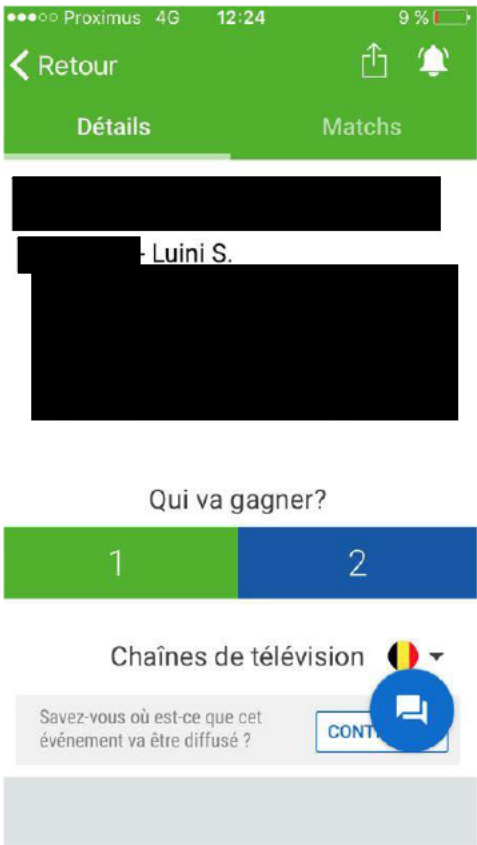 Proximus 4G 12:24 9 %
Retour
Détails Matchs
- Luini S.
Qui va gagner?
1 2
Chaînes de télévision
Savez-vous où est-ce que cet
événement va être diffusé ?
CONT